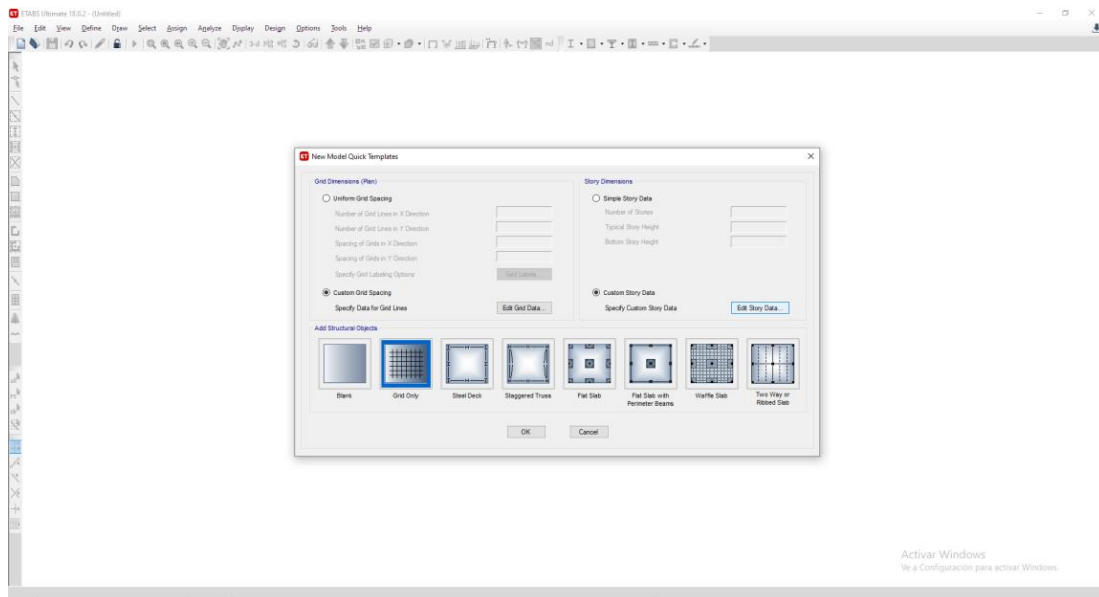 ETABS Ultimate 18.0.2 - (Untitled)
File Edit View Define Draw Select Assign Analyze Display Design Options Tools Help
New Model Quick Templates
Grid Dimensions (Plan)
Uniform Grid Spacing
Number of Grid Lines in X Direction
Number of Grid Lines in Y Direction
Spacing of Grids in X Direction
Spacing of Grids in Y Direction
Specify Grid Labeling Options
Grid Labels...
Custom Grid Spacing
Specify Data for Grid Lines
Edit Grid Data...
Story Dimensions
Simple Story Data
Number of Stories
Typical Story Height
Bottom Story Height
Custom Story Data
Specify Custom Story Data
Edit Story Data...
Add Structural Objects
Blank
Grid Only
Steel Deck
Staggered Truss
Flat Slab
Flat Slab with
Perimeter Beams
Waffle Slab
Two Way or
Ribbed Slab
OK
Cancel
Activar Windows
Ve a Configuración para activar Windows.